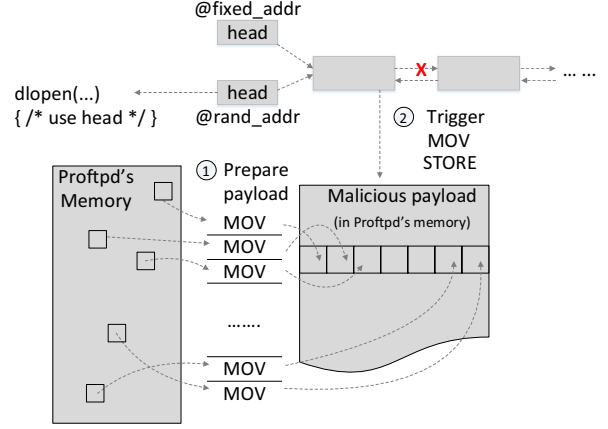 @fixed_addr
head
X
... ...
head
dlopen(...)
{ /* use head */ }
@rand_addr
2 Trigger
MOV
STORE
1 Prepare
payload
Proftpd's
Memory
Malicious payload
(in Proftpd's memory)
MOV
MOV
MOV
.......
MOV
MOV